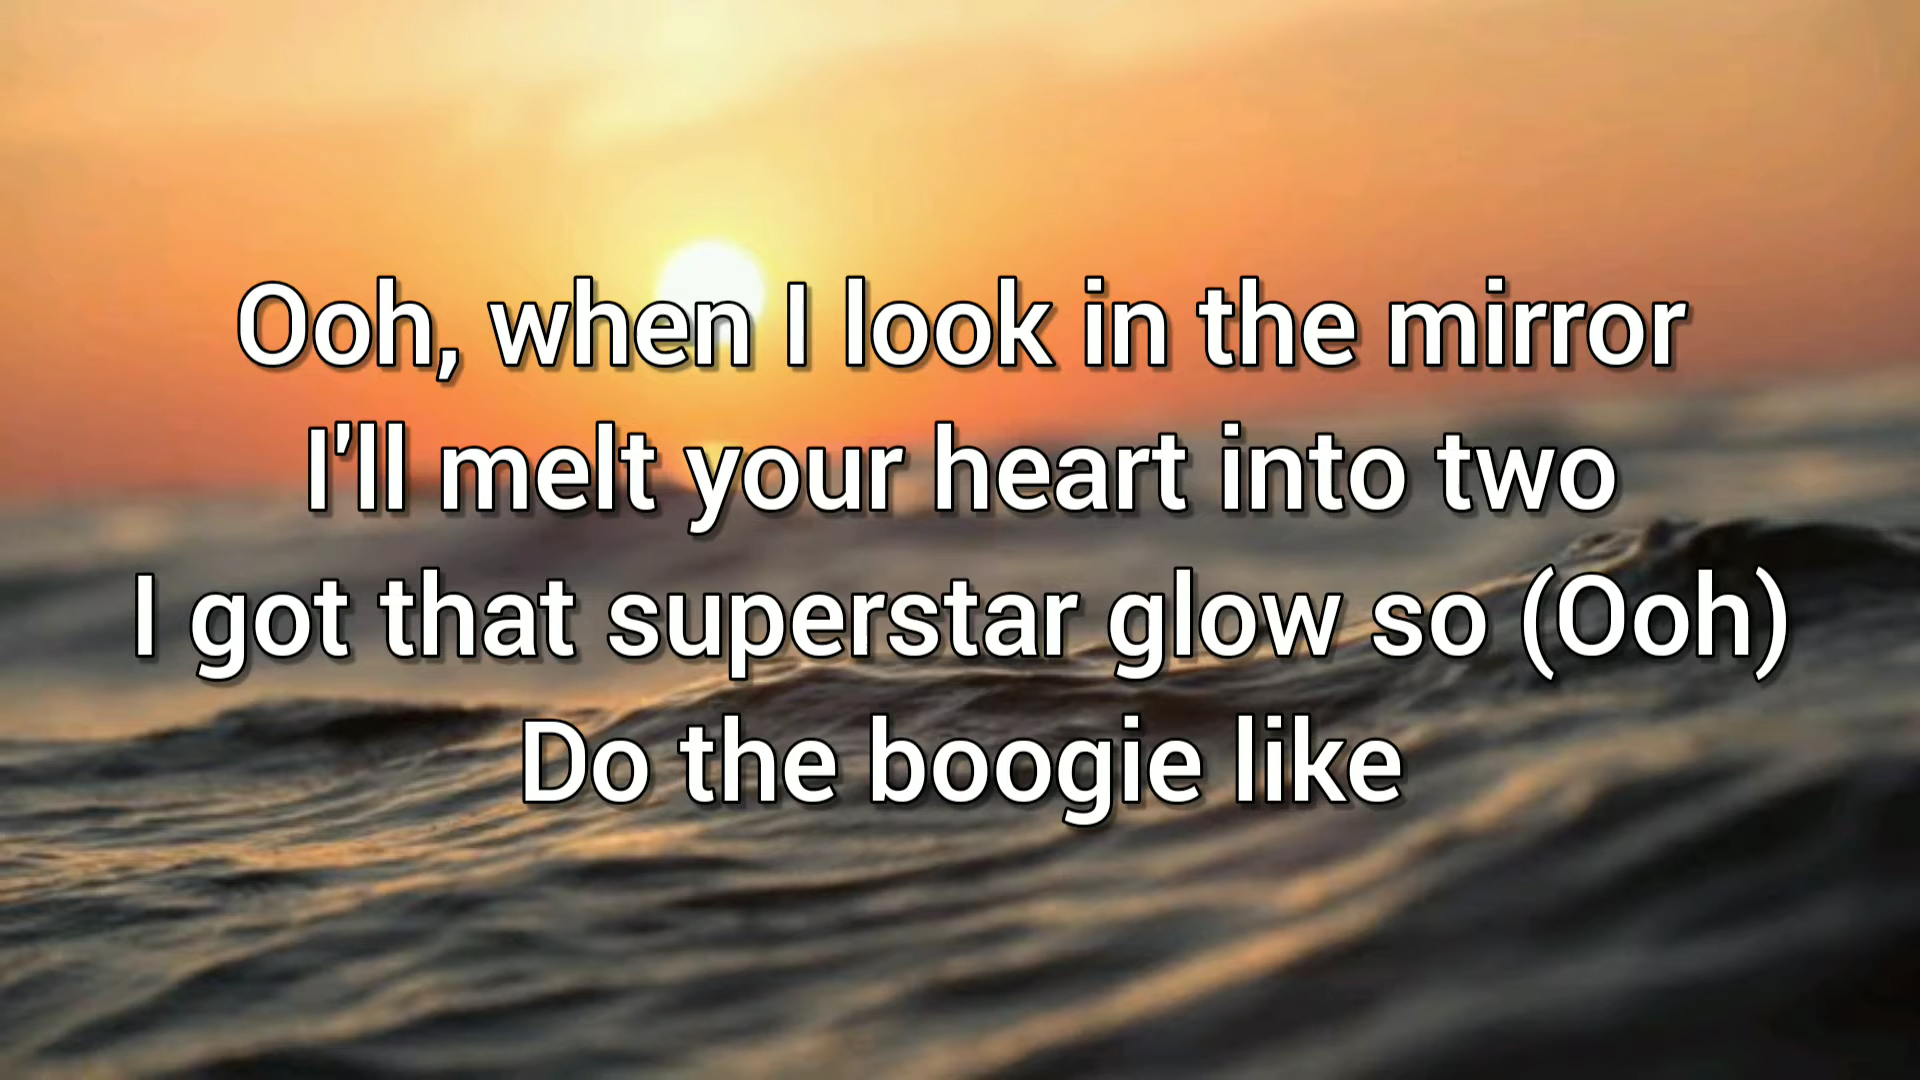 Ooh, when I look in the mirror
I'll melt your heart into two
I got that superstar glow so (Ooh)
Do the boogie like